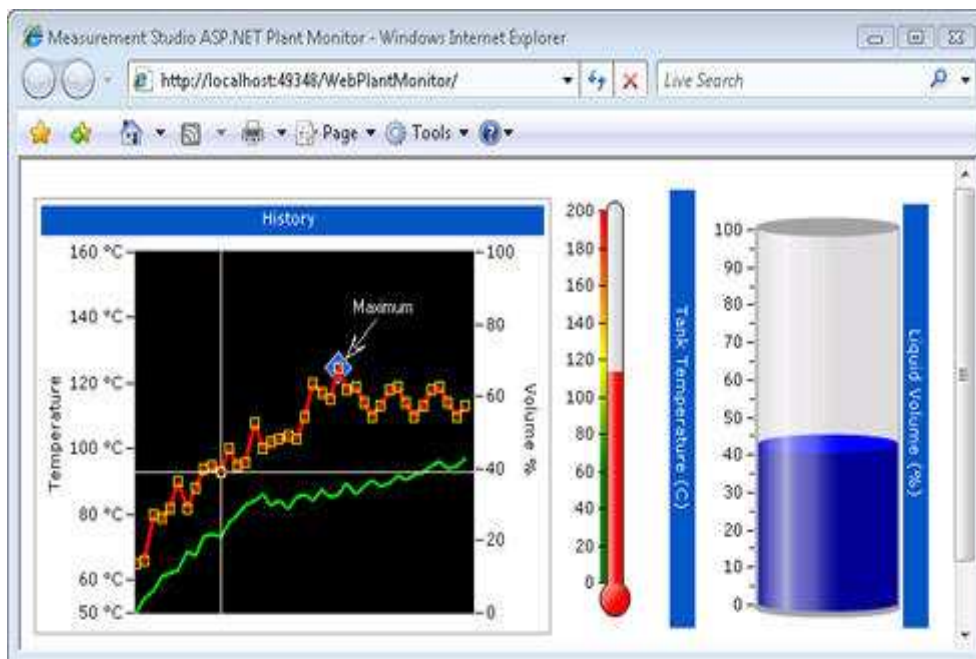 Measurement Studio ASP.NET Plant Monitor - Windows Internet Explorer
http://localhost:49348/WebPlantMonitor/
Live Search
Page
Tools
History
160 °C
140 °C
120 °C
100 °C
80 °C
60 °C
50 °C
Temperature
Maximum
100
80
60
40
20
0
Volume %
200
180
160
140
120
100
80
60
40
20
0
Tank Temperature (C)
100
90
80
70
60
50
40
30
20
10
0
Liquid Volume (%)